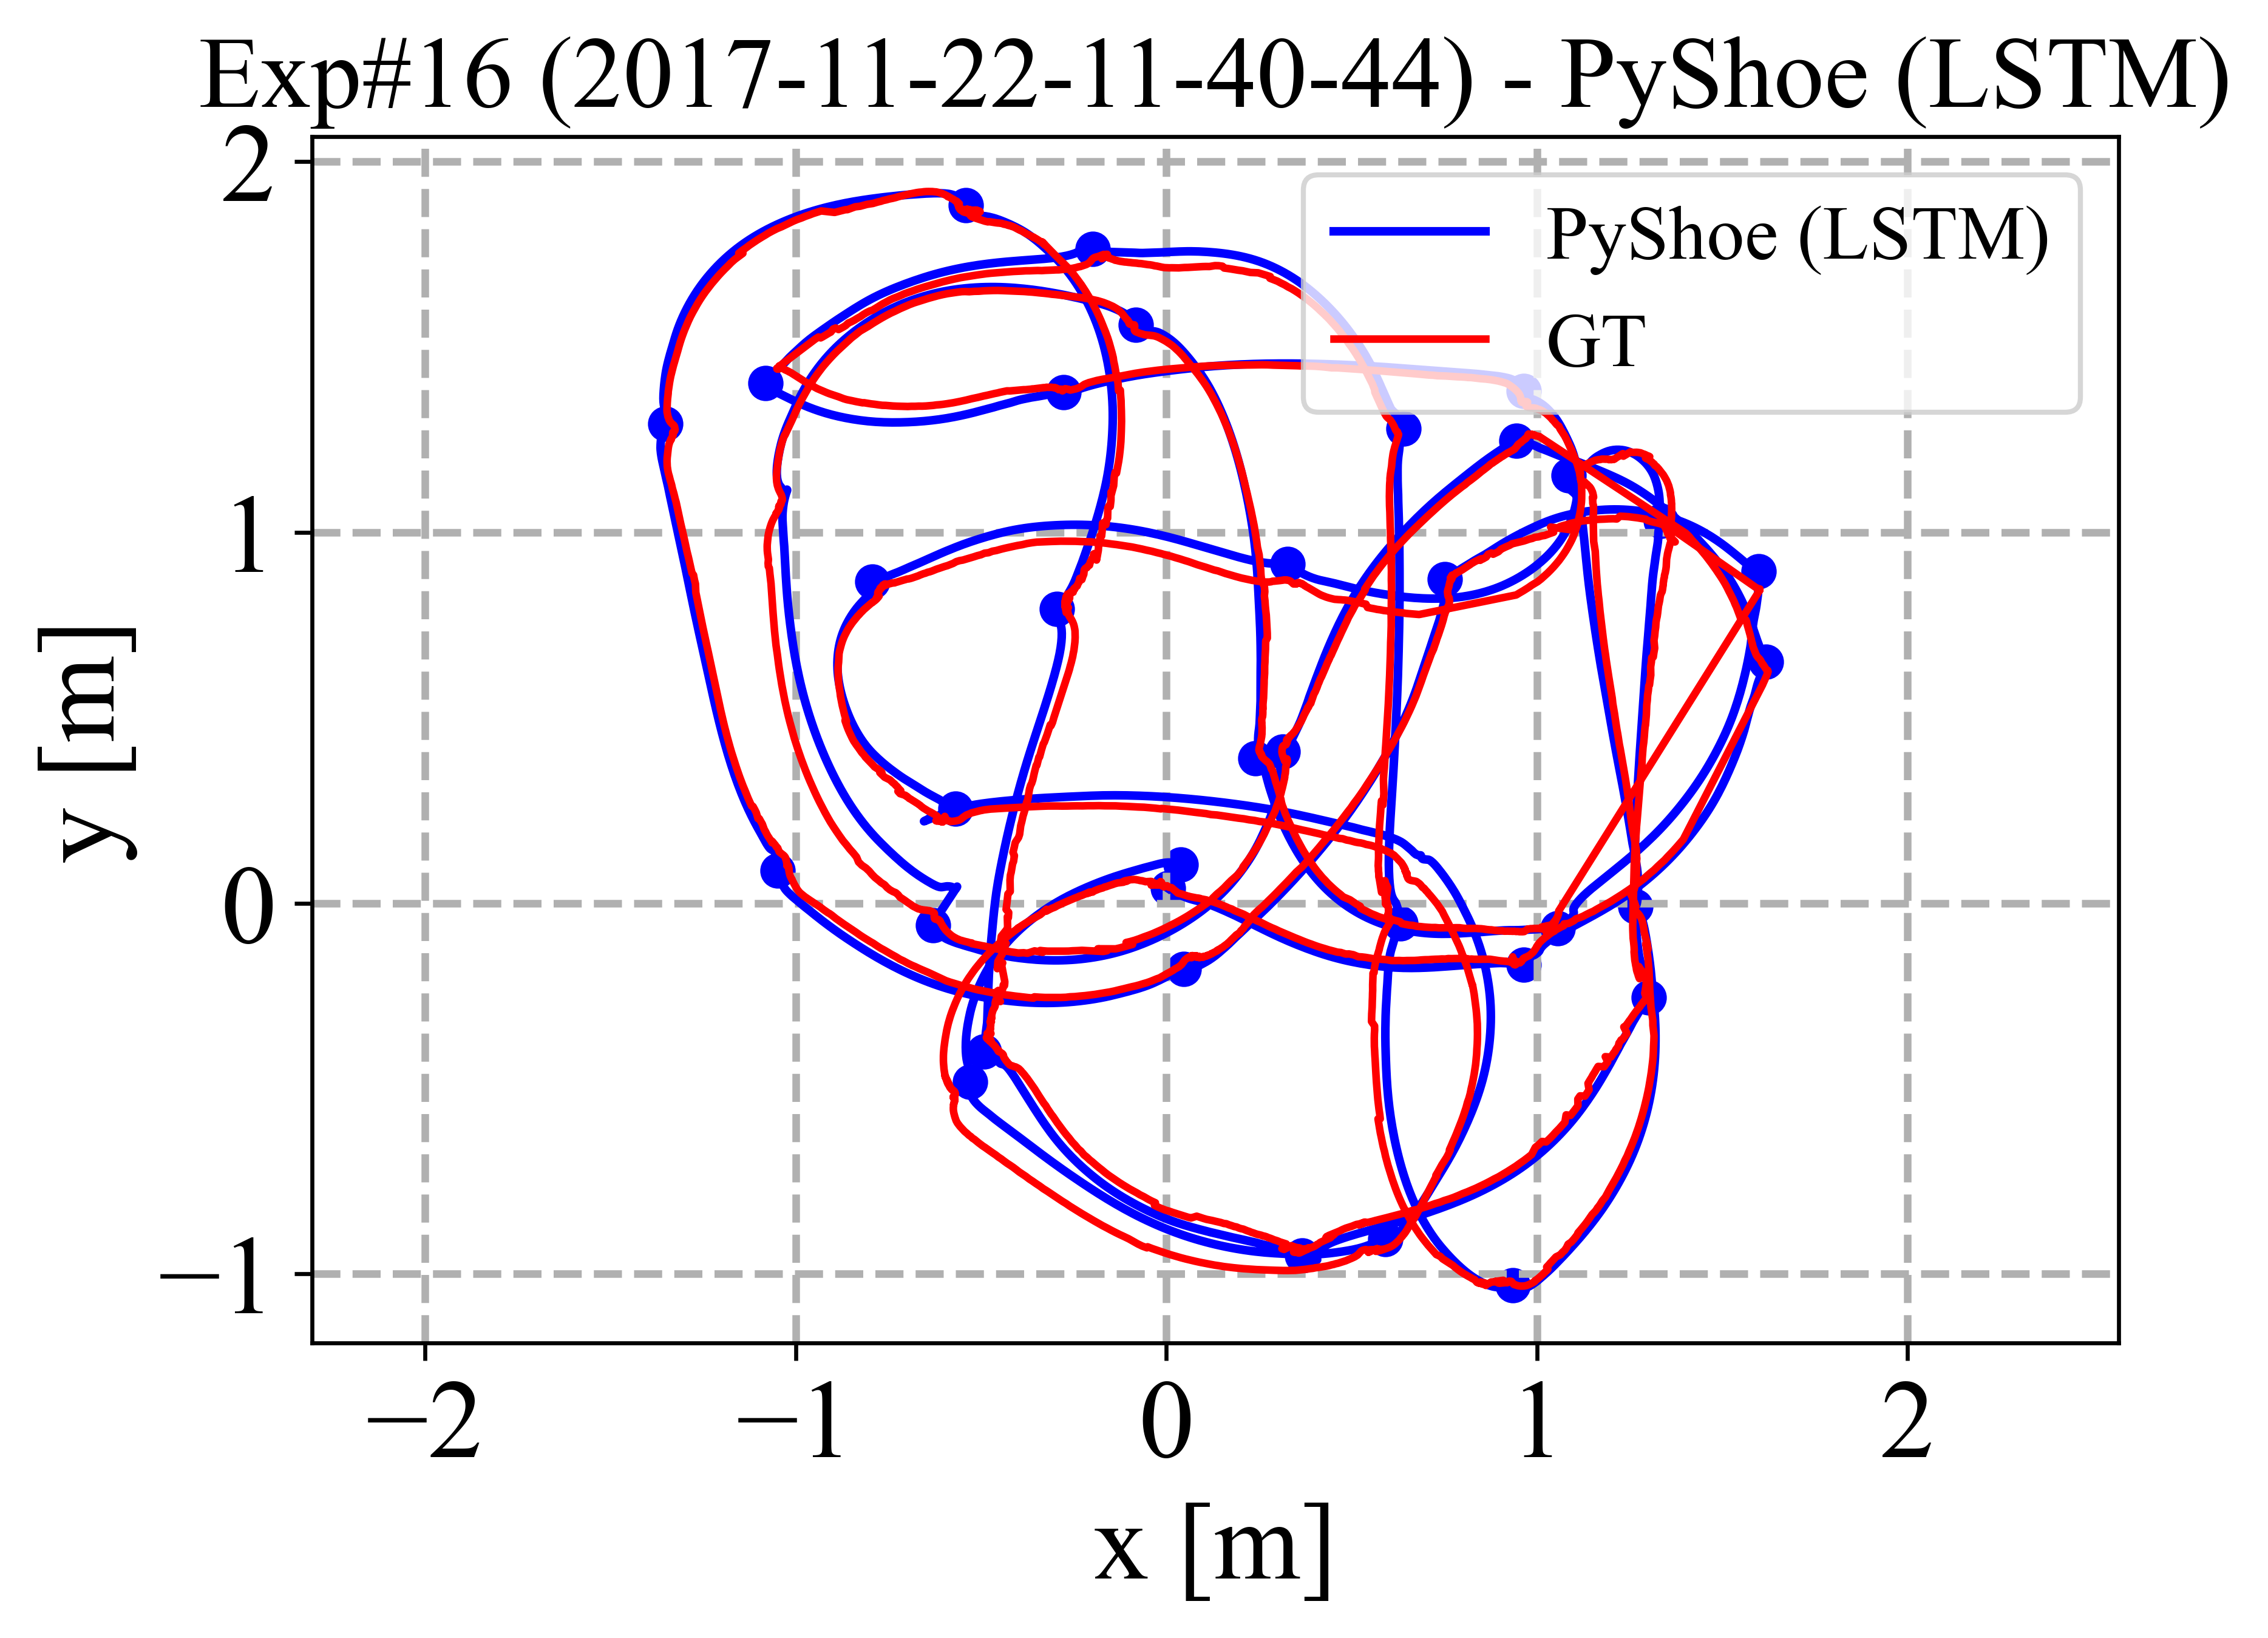 Exp#16 (2017-11-22-11-40-44) - PyShoe (LSTM)
PyShoe (LSTM)
GT
2
1
0
−1
y [m]
−2 −1 0 1 2
x [m]